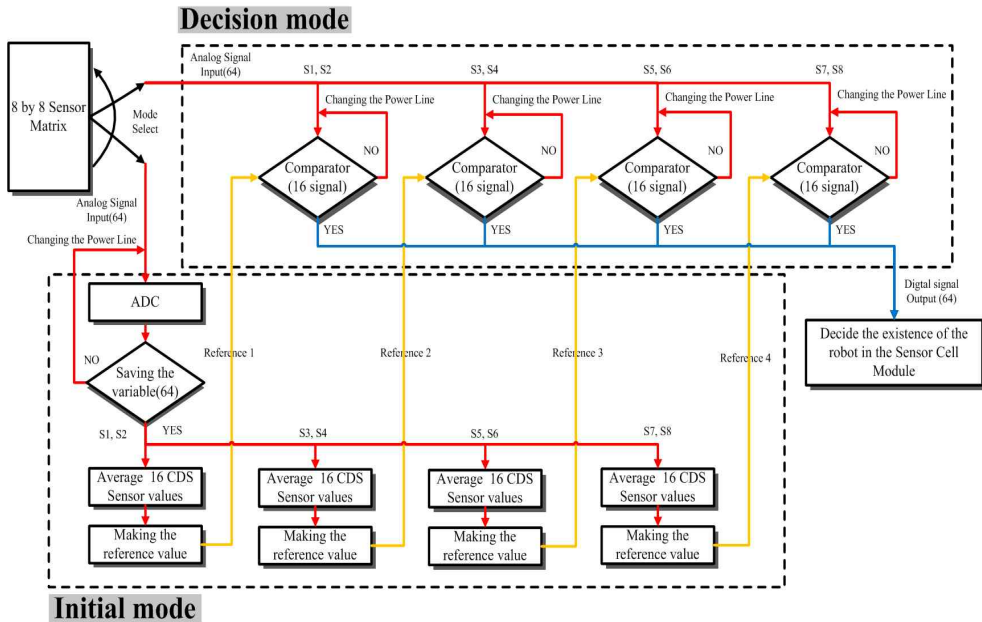 Decision mode
8 by 8 Sensor
Matrix
Mode
Select
Analog Signal
Input(64)
S1, S2
S3, S4
S5, S6
S7, S8
Changing the Power Line
Changing the Power Line
Changing the Power Line
Changing the Power Line
NO
NO
NO
NO
Comparator
(16 signal)
Comparator
(16 signal)
Comparator
(16 signal)
Comparator
(16 signal)
YES
YES
YES
YES
Analog Signal
Input(64)
Changing the Power Line
ADC
Digtal signal
Output (64)
Decide the existence of the
robot in the Sensor Cell
Module
Reference 1
Reference 2
Reference 3
Reference 4
NO
Saving the
variable(64)
YES
S1, S2
S3, S4
S5, S6
S7, S8
Average 16 CDS
Sensor values
Average 16 CDS
Sensor values
Average 16 CDS
Sensor values
Average 16 CDS
Sensor values
Making the
reference value
Making the
reference value
Making the
reference value
Making the
reference value
Initial mode